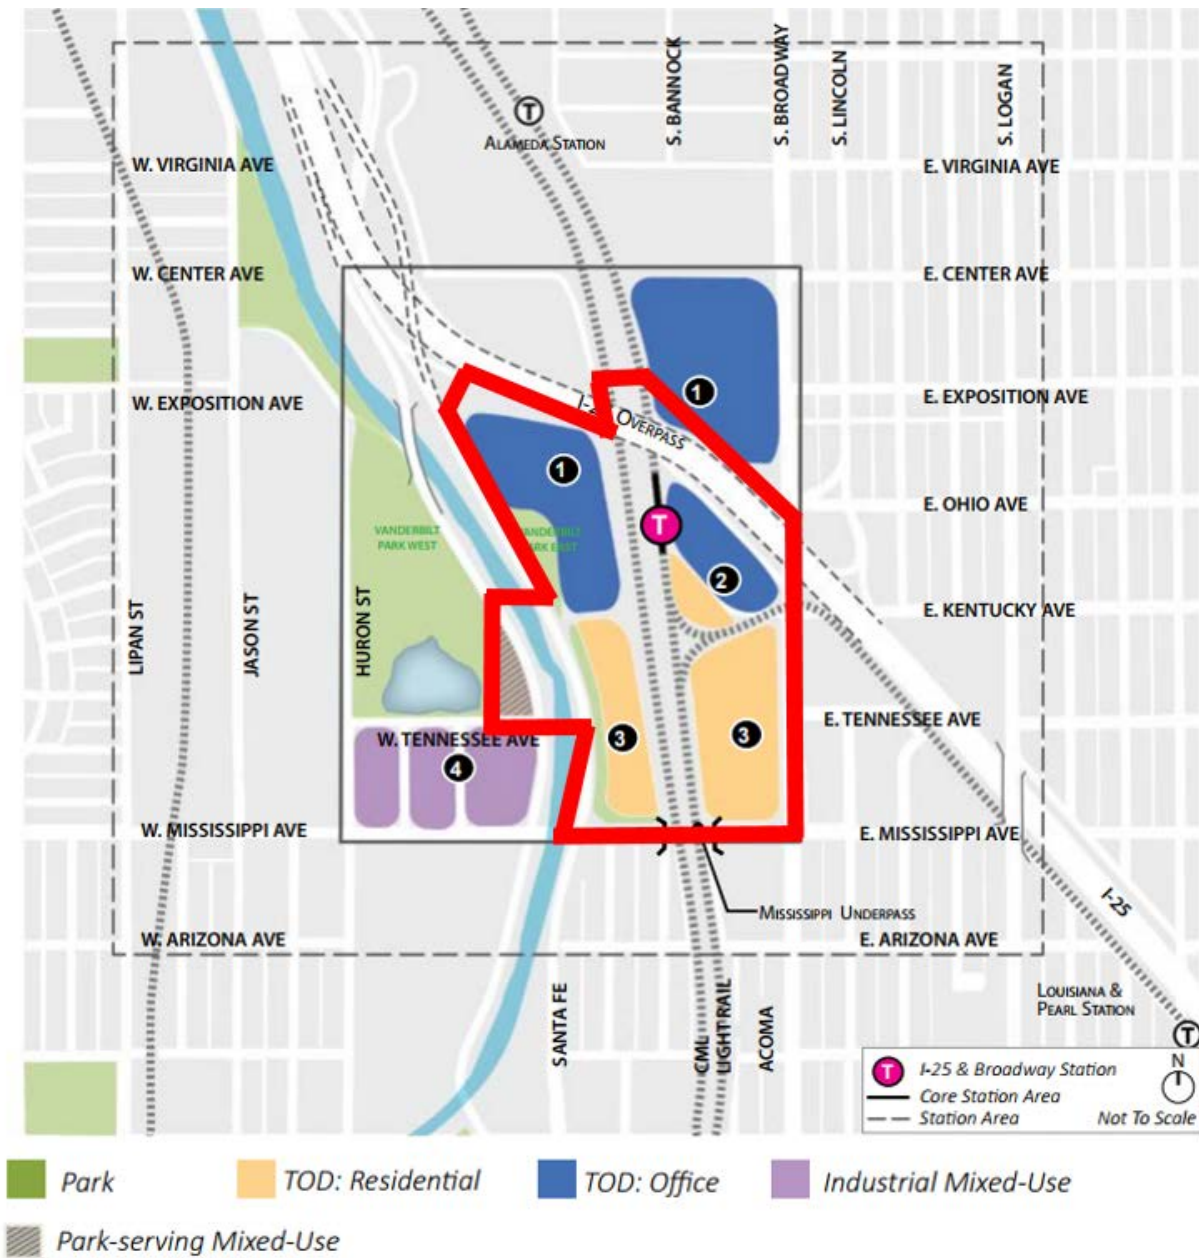 S. BANNOCK
S. BROADWAY
S. LINCOLN
S. LOGAN
T
ALAMEDA STATION
W. VIRGINIA AVE
E. VIRGINIA AVE
W. CENTER AVE
E. CENTER AVE
1
W. EXPOSITION AVE
E. EXPOSITION AVE
I-25 OVERPASS
1
E. OHIO AVE
T
VANDERBILT
PARK WEST
VANDERBILT
PARK EAST
2
LIPAN ST
JASON ST
HURON ST
E. KENTUCKY AVE
E. TENNESSEE AVE
W. TENNESSEE AVE
3
3
4
W. MISSISSIPPI AVE
E. MISSISSIPPI AVE
I-25
MISSISSIPPI UNDERPASS
W. ARIZONA AVE
E. ARIZONA AVE
SANTA FE
CML
LIGHT RAIL
ACOMA
LOUISIANA &
PEARL STATION
T
T I-25 & Broadway Station
N
Core Station Area
Station Area
Not To Scale
Park
TOD: Residential
TOD: Office
Industrial Mixed-Use
Park-serving Mixed-Use